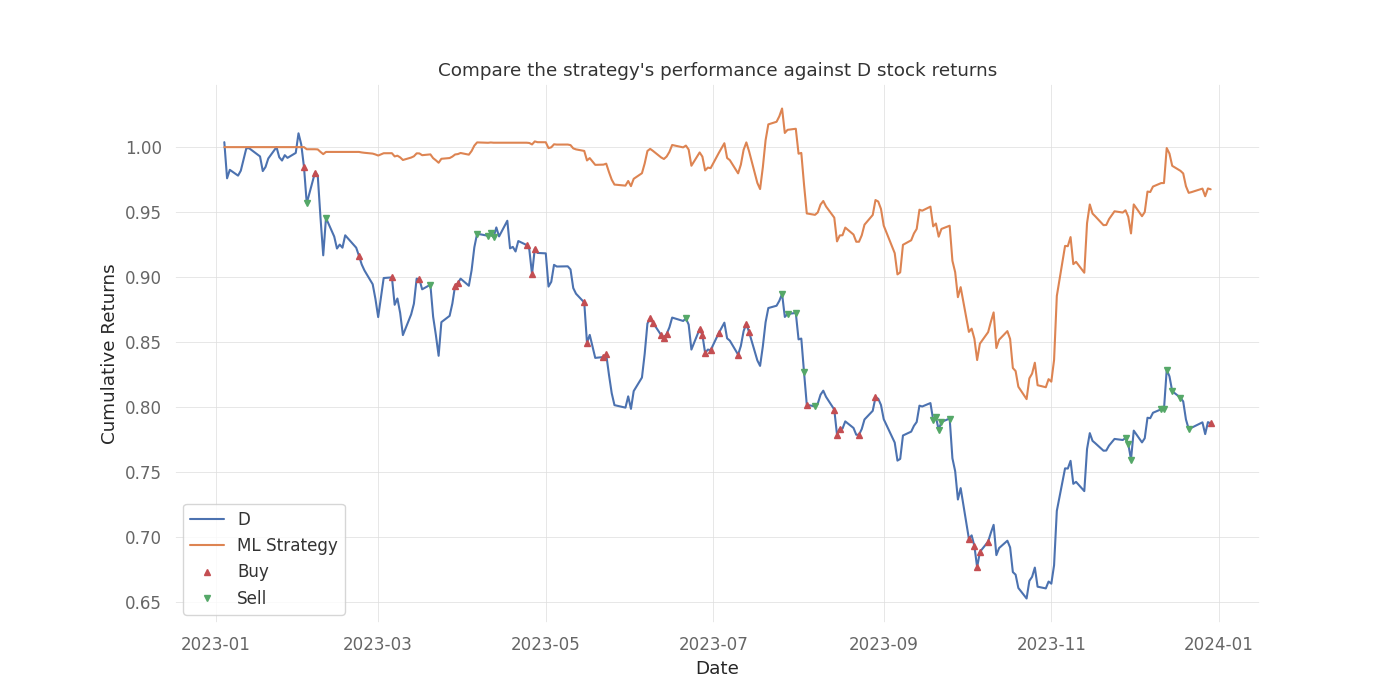 Compare the strategy's performance against D stock returns
Cumulative Returns
1.00
0.95
0.90
0.85
0.80
0.75
0.70
0.65
D
ML Strategy
Buy
Sell
2023-01 2023-03 2023-05 2023-07 2023-09 2023-11 2024-01
Date